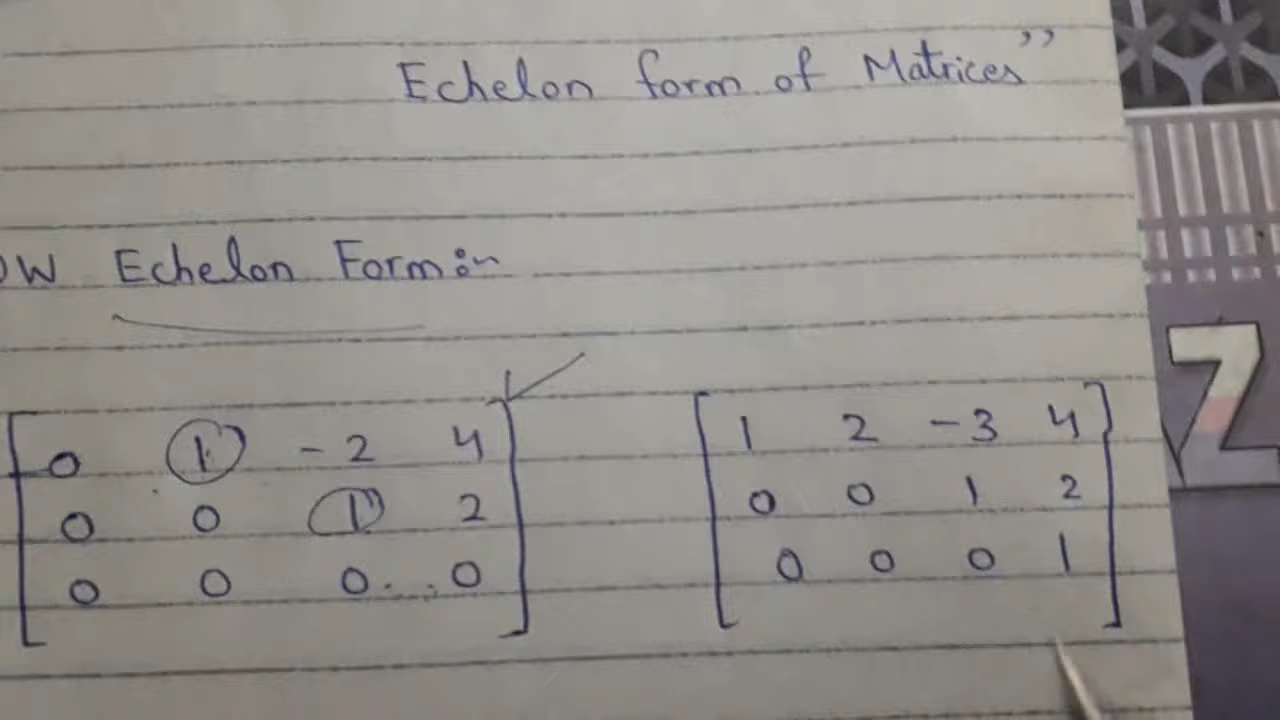 Echelon form of Matrices"
OW Echelon Form:-
0 1 -2 4
0 0 1 2
0 0 0 0
1 2 -3 4
0 0 1 2
0 0 0 1
Z